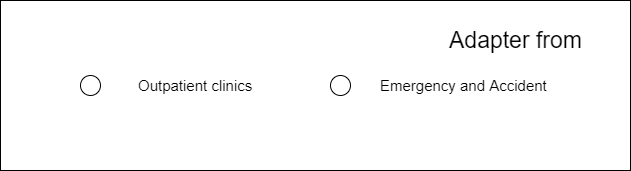 Adapter from
Outpatient clinics
Emergency and Accident